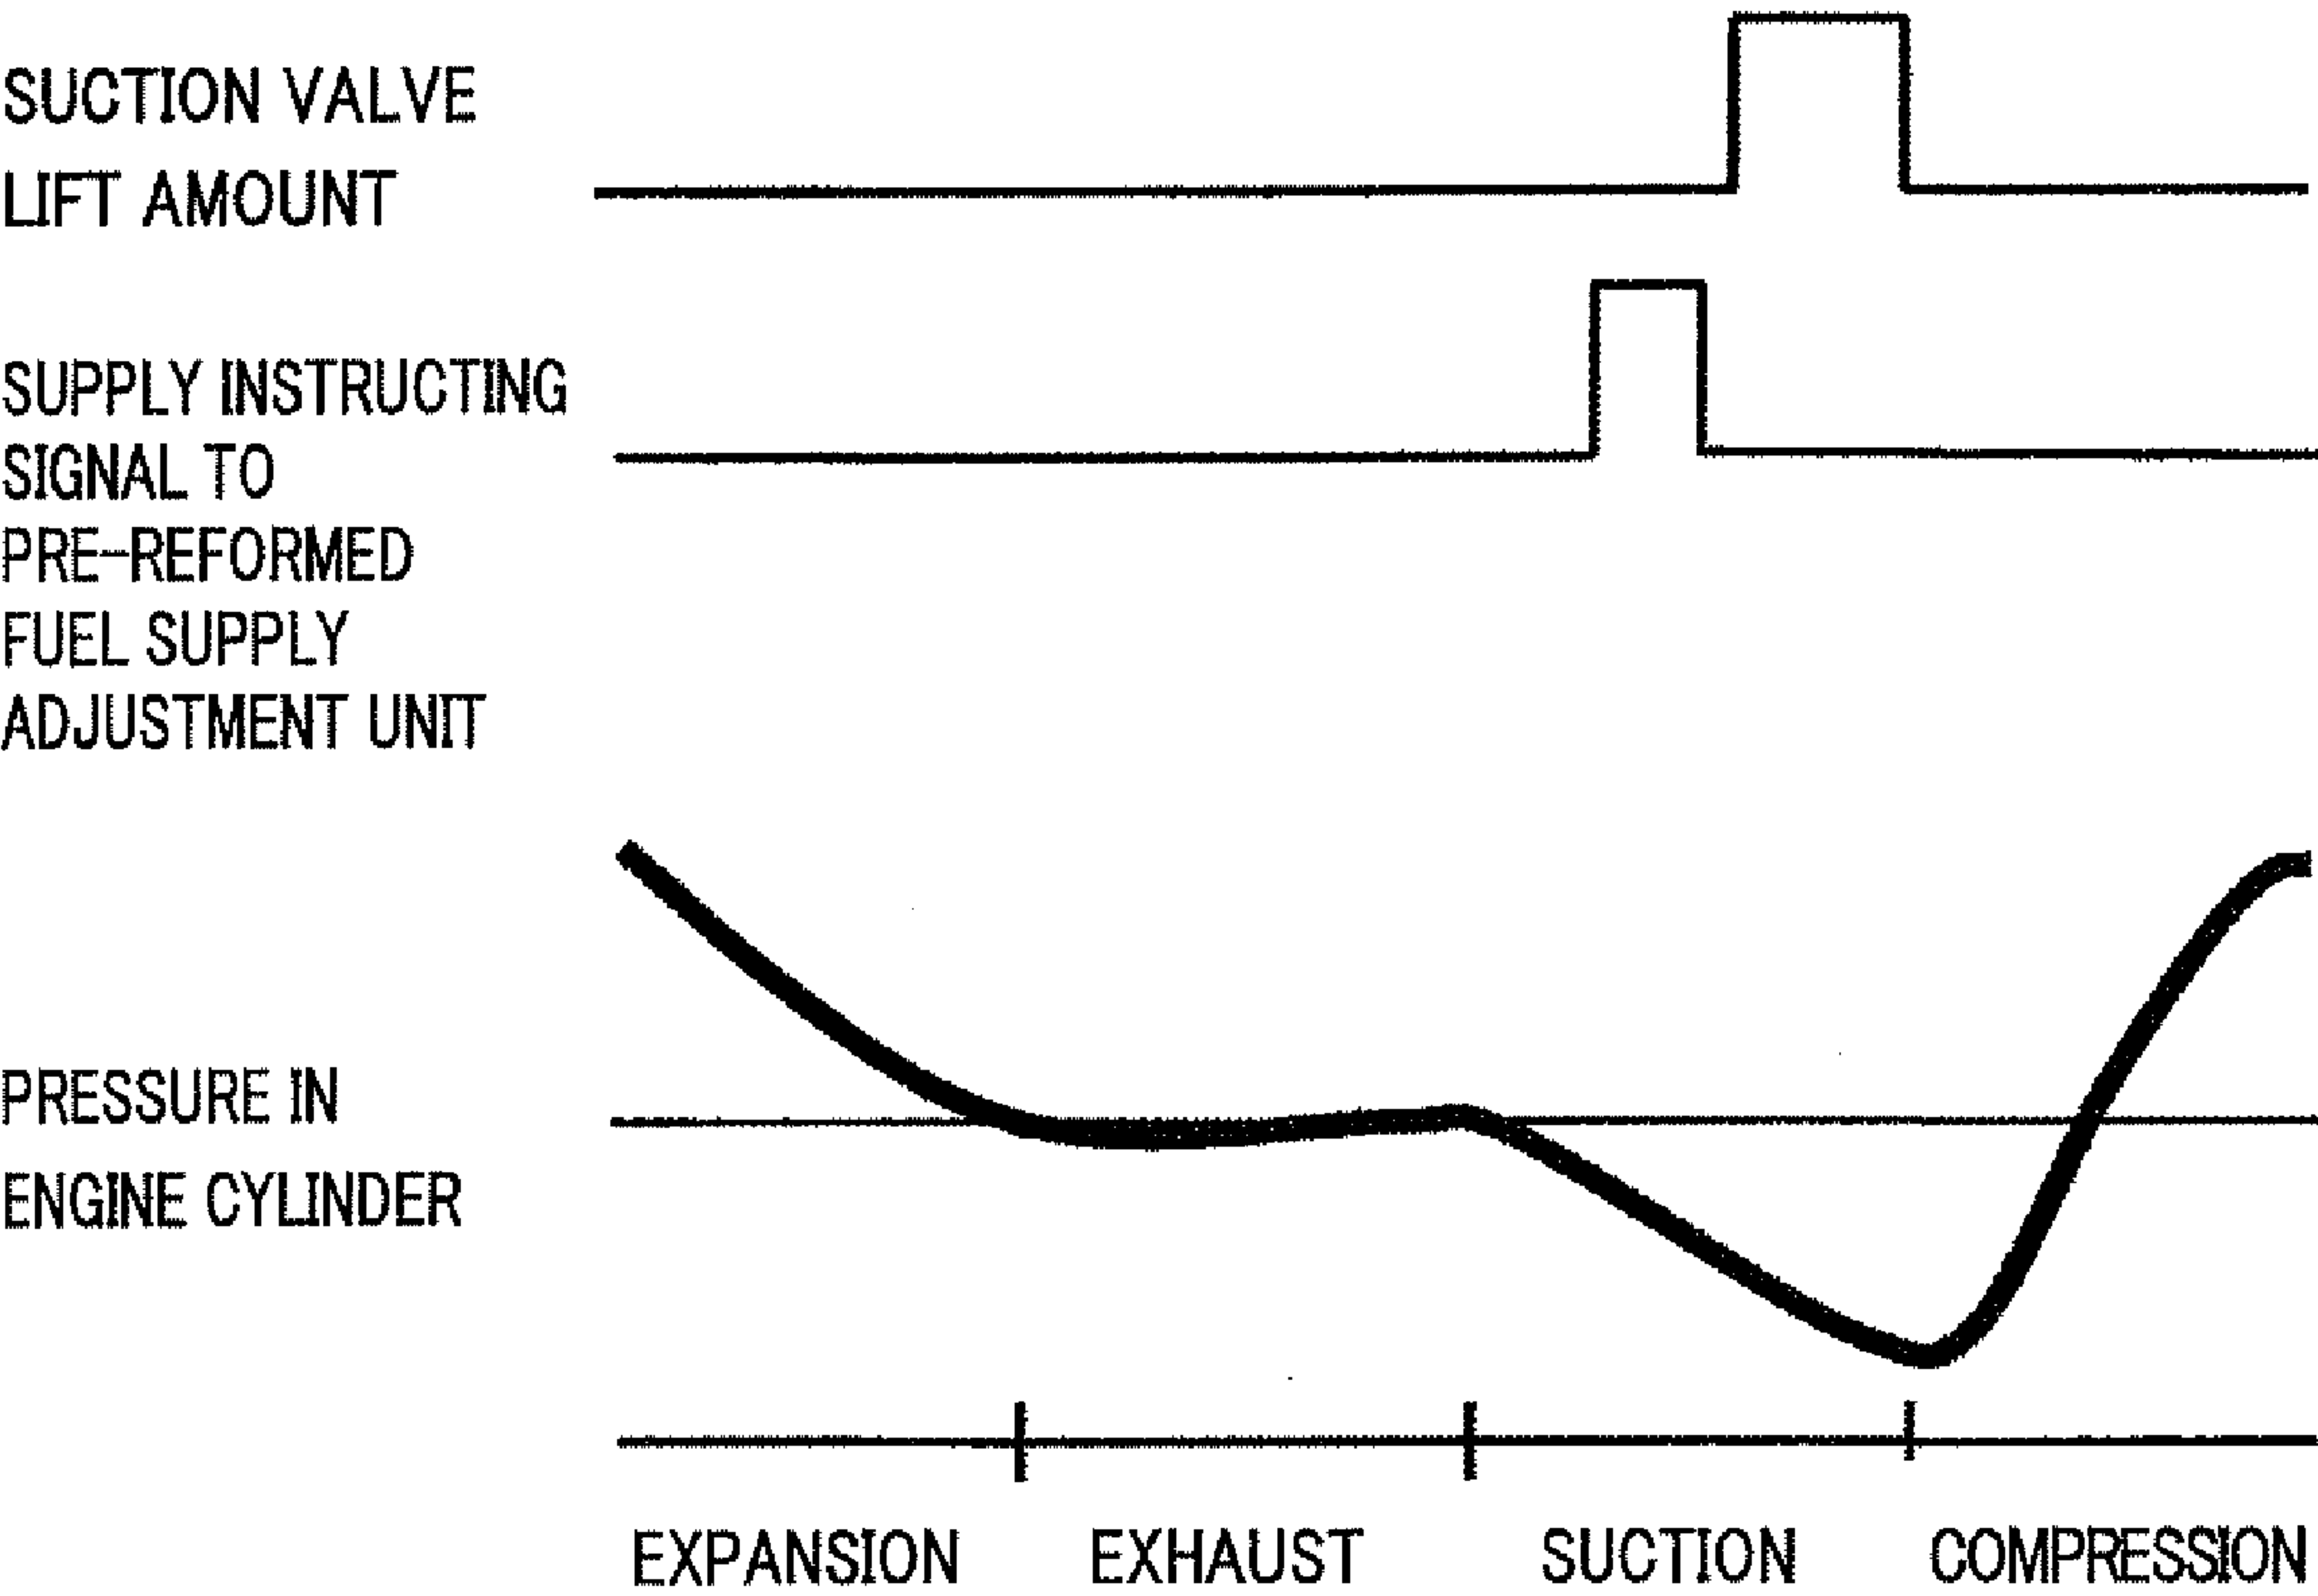 SUCTION VALVE
LIFT AMOUNT
SUPPLY INSTRUCTING
SIGNAL TO
PRE-REFORMED
FUEL SUPPLY
ADJUSTMENT UNIT
PRESSURE IN
ENGINE CYLINDER
EXPANSION EXHAUST SUCTION COMPRESSION